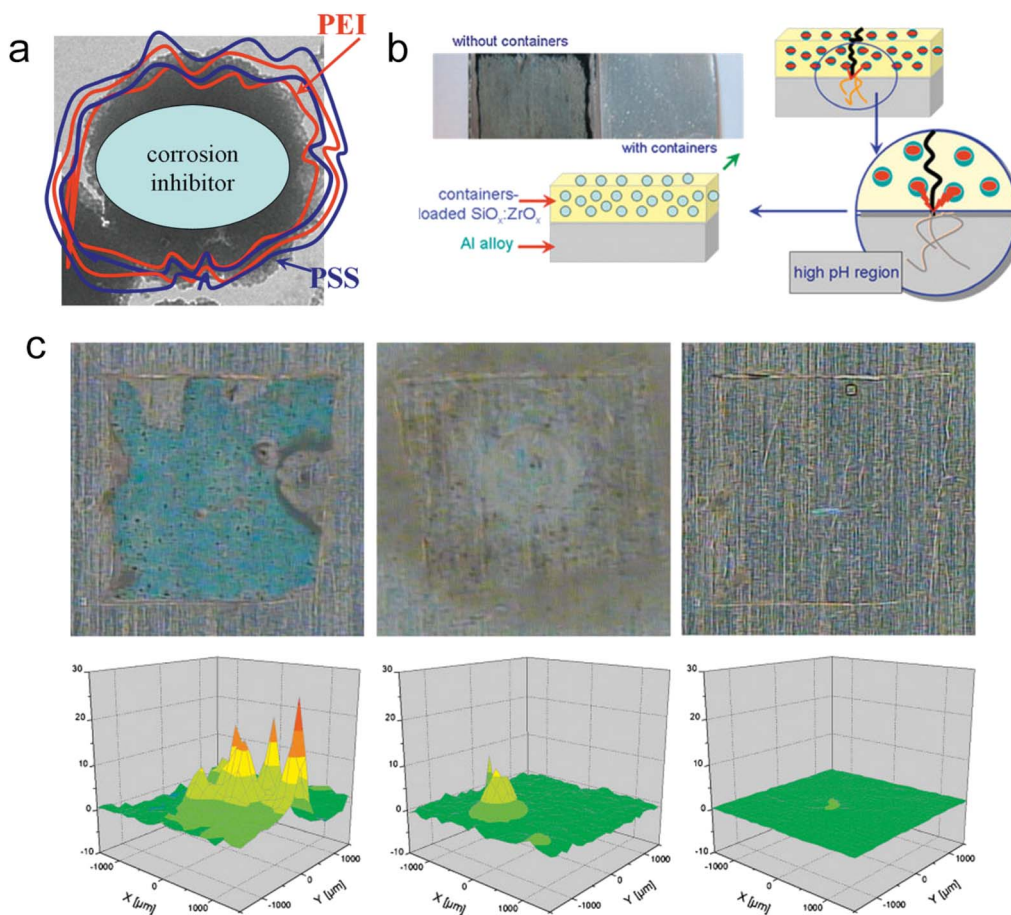 a
PEI
corrosion
inhibitor
PSS
b
without containers
with containers
containers-
loaded SiOₓ:ZrOₓ
Al alloy
high pH region
c
30
20
10
0
-10
-1000
0
1000
X [µm]
-1000
0
1000
Y [µm]
30
20
10
0
-10
-1000
0
1000
X [µm]
-1000
0
1000
Y [µm]
30
20
10
0
-10
-1000
0
1000
X [µm]
-1000
0
1000
Y [µm]